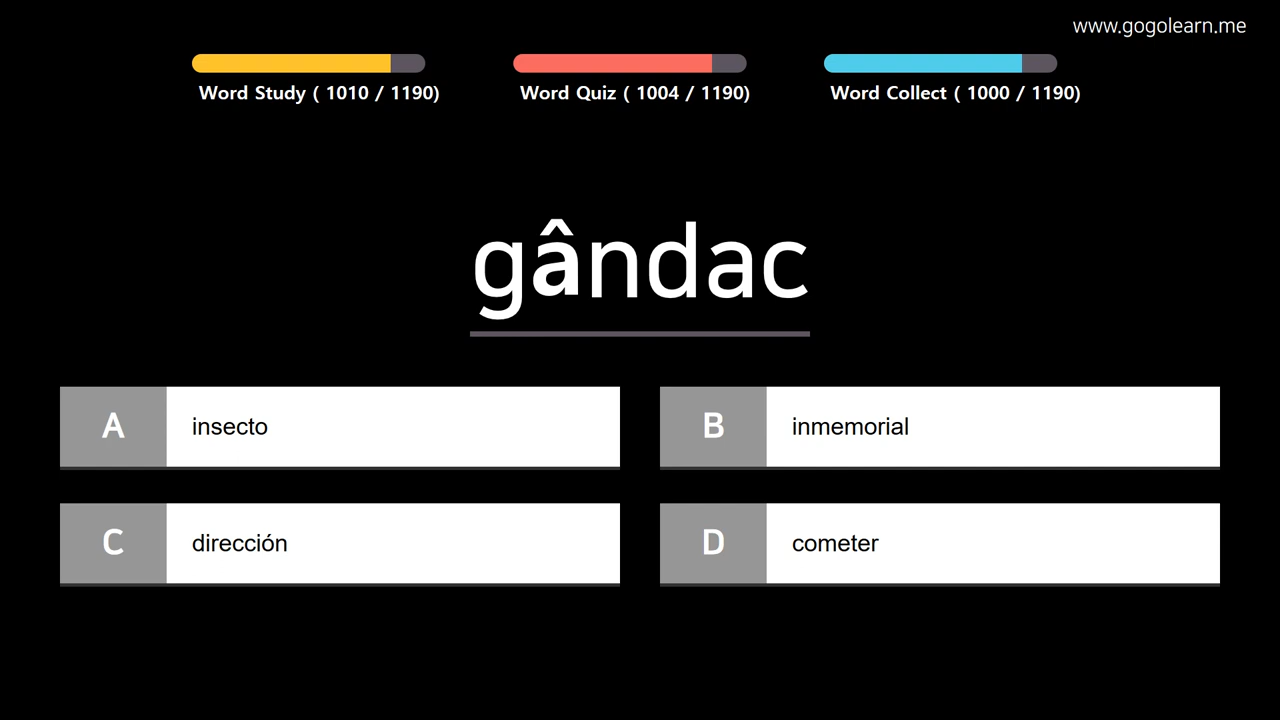 www.gogolearn.me
Word Study ( 1010 / 1190)
Word Quiz ( 1004 / 1190)
Word Collect ( 1000 / 1190)
gândac
A insecto
B inmemorial
C dirección
D cometer